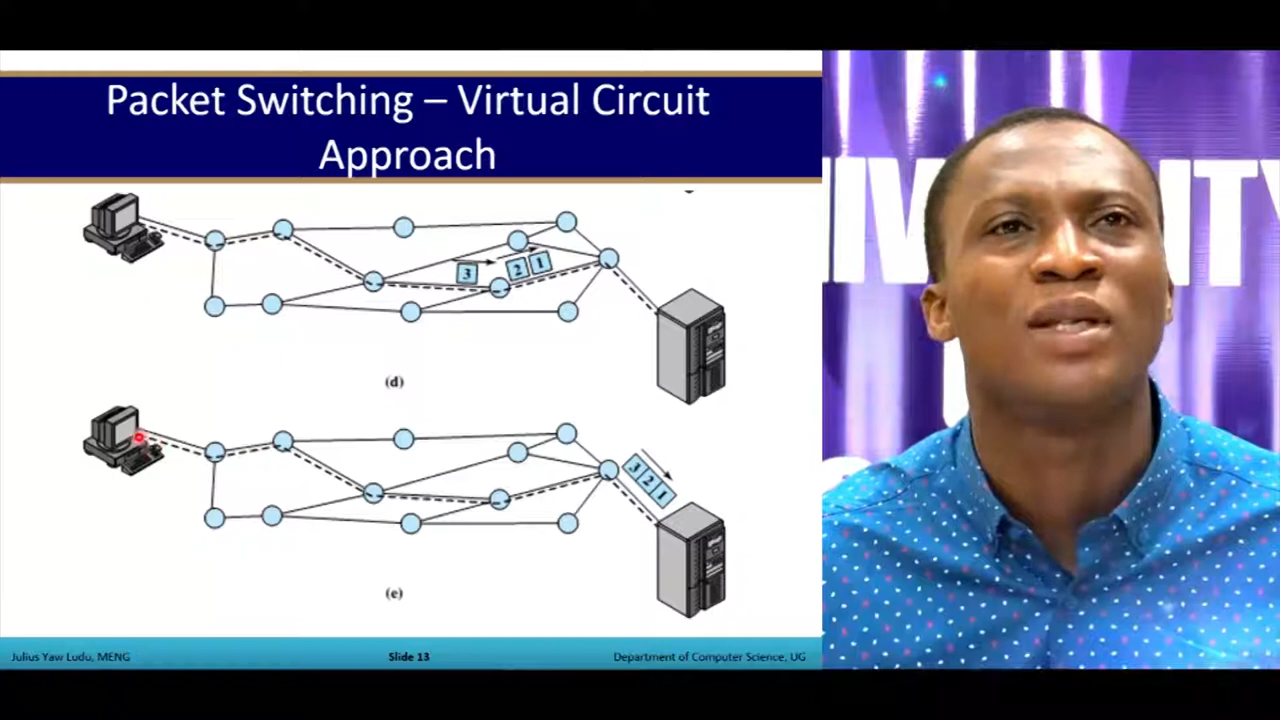 Packet Switching – Virtual Circuit
Approach
3
2
1
(d)
3
2
1
(e)
Julius Yaw Ludu, MENG
Slide 13
Department of Computer Science, UG